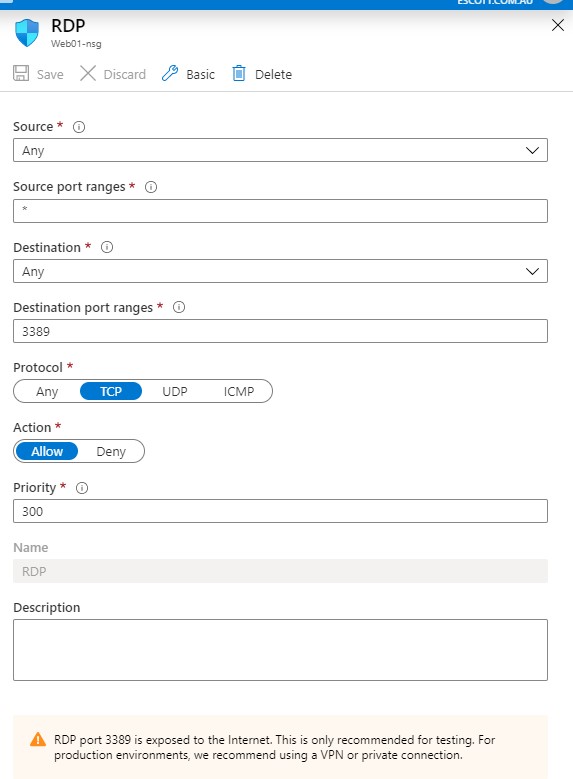 ESCOTT.COM.AU
RDP
Web01-nsg
Save Discard Basic Delete
Source *
Any
Source port ranges *
*
Destination *
Any
Destination port ranges *
3389
Protocol *
Any TCP UDP ICMP
Action *
Allow Deny
Priority *
300
Name
RDP
Description
RDP port 3389 is exposed to the Internet. This is only recommended for testing. For
production environments, we recommend using a VPN or private connection.